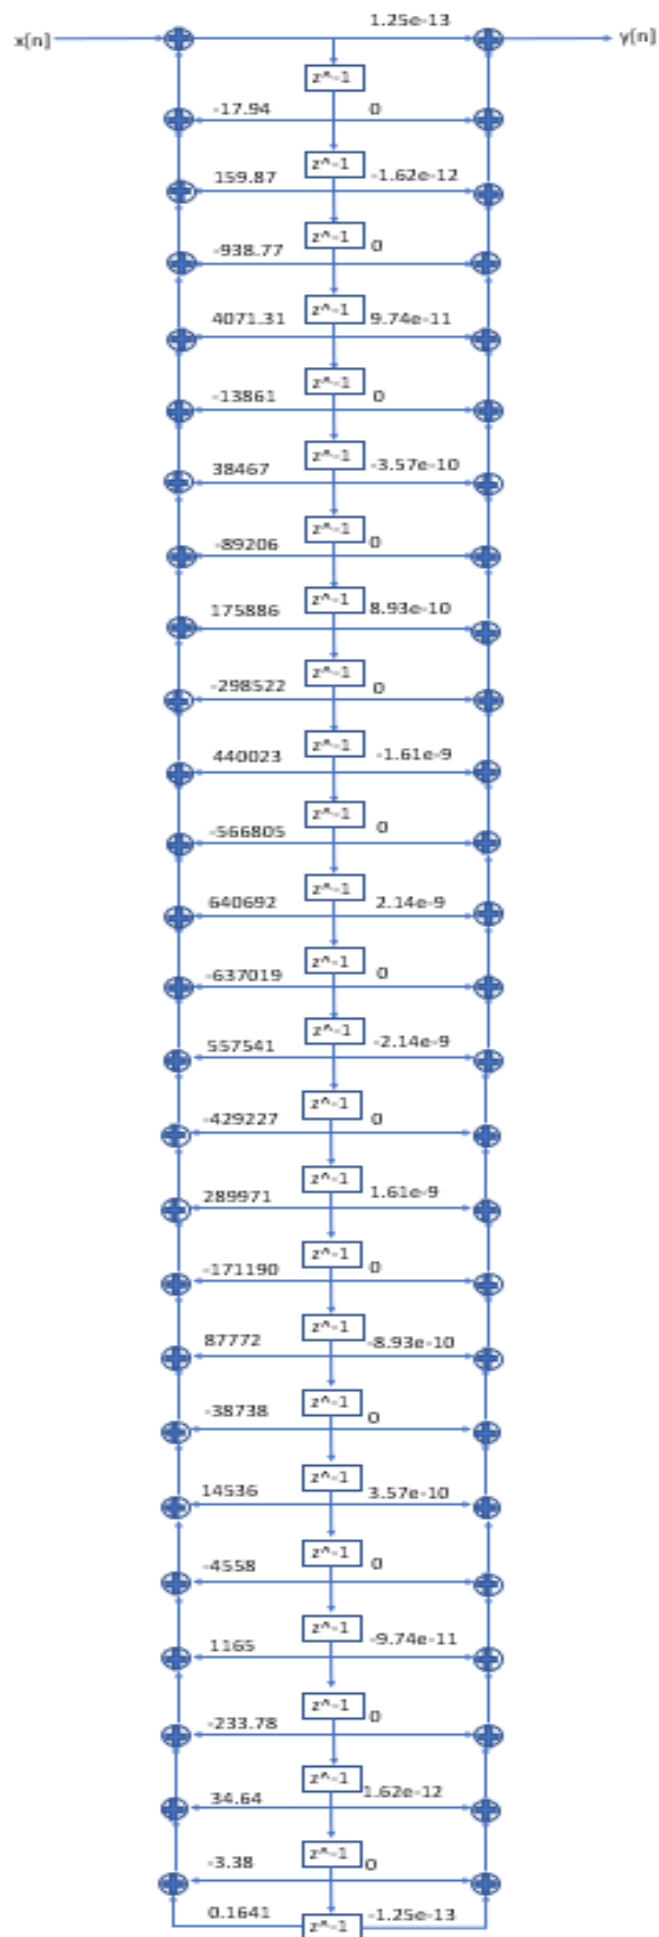 1.25e-13
x[n] y[n]
z^-1
-17.94 0
z^-1
159.87 -1.62e-12
z^-1
-938.77 0
z^-1
4071.31 9.74e-11
z^-1
-13861 0
z^-1
38467 -3.57e-10
z^-1
-89206 0
z^-1
175886 8.93e-10
z^-1
-298522 0
z^-1
440023 -1.61e-9
z^-1
-566805 0
z^-1
640692 2.14e-9
z^-1
-637019 0
z^-1
557541 -2.14e-9
z^-1
-429227 0
z^-1
289971 1.61e-9
z^-1
-171190 0
z^-1
87772 -8.93e-10
z^-1
-38738 0
z^-1
14536 3.57e-10
z^-1
-4558 0
z^-1
1165 -9.74e-11
z^-1
-233.78 0
z^-1
34.64 1.62e-12
z^-1
-3.38 0
0.1641 z^-1 -1.25e-13